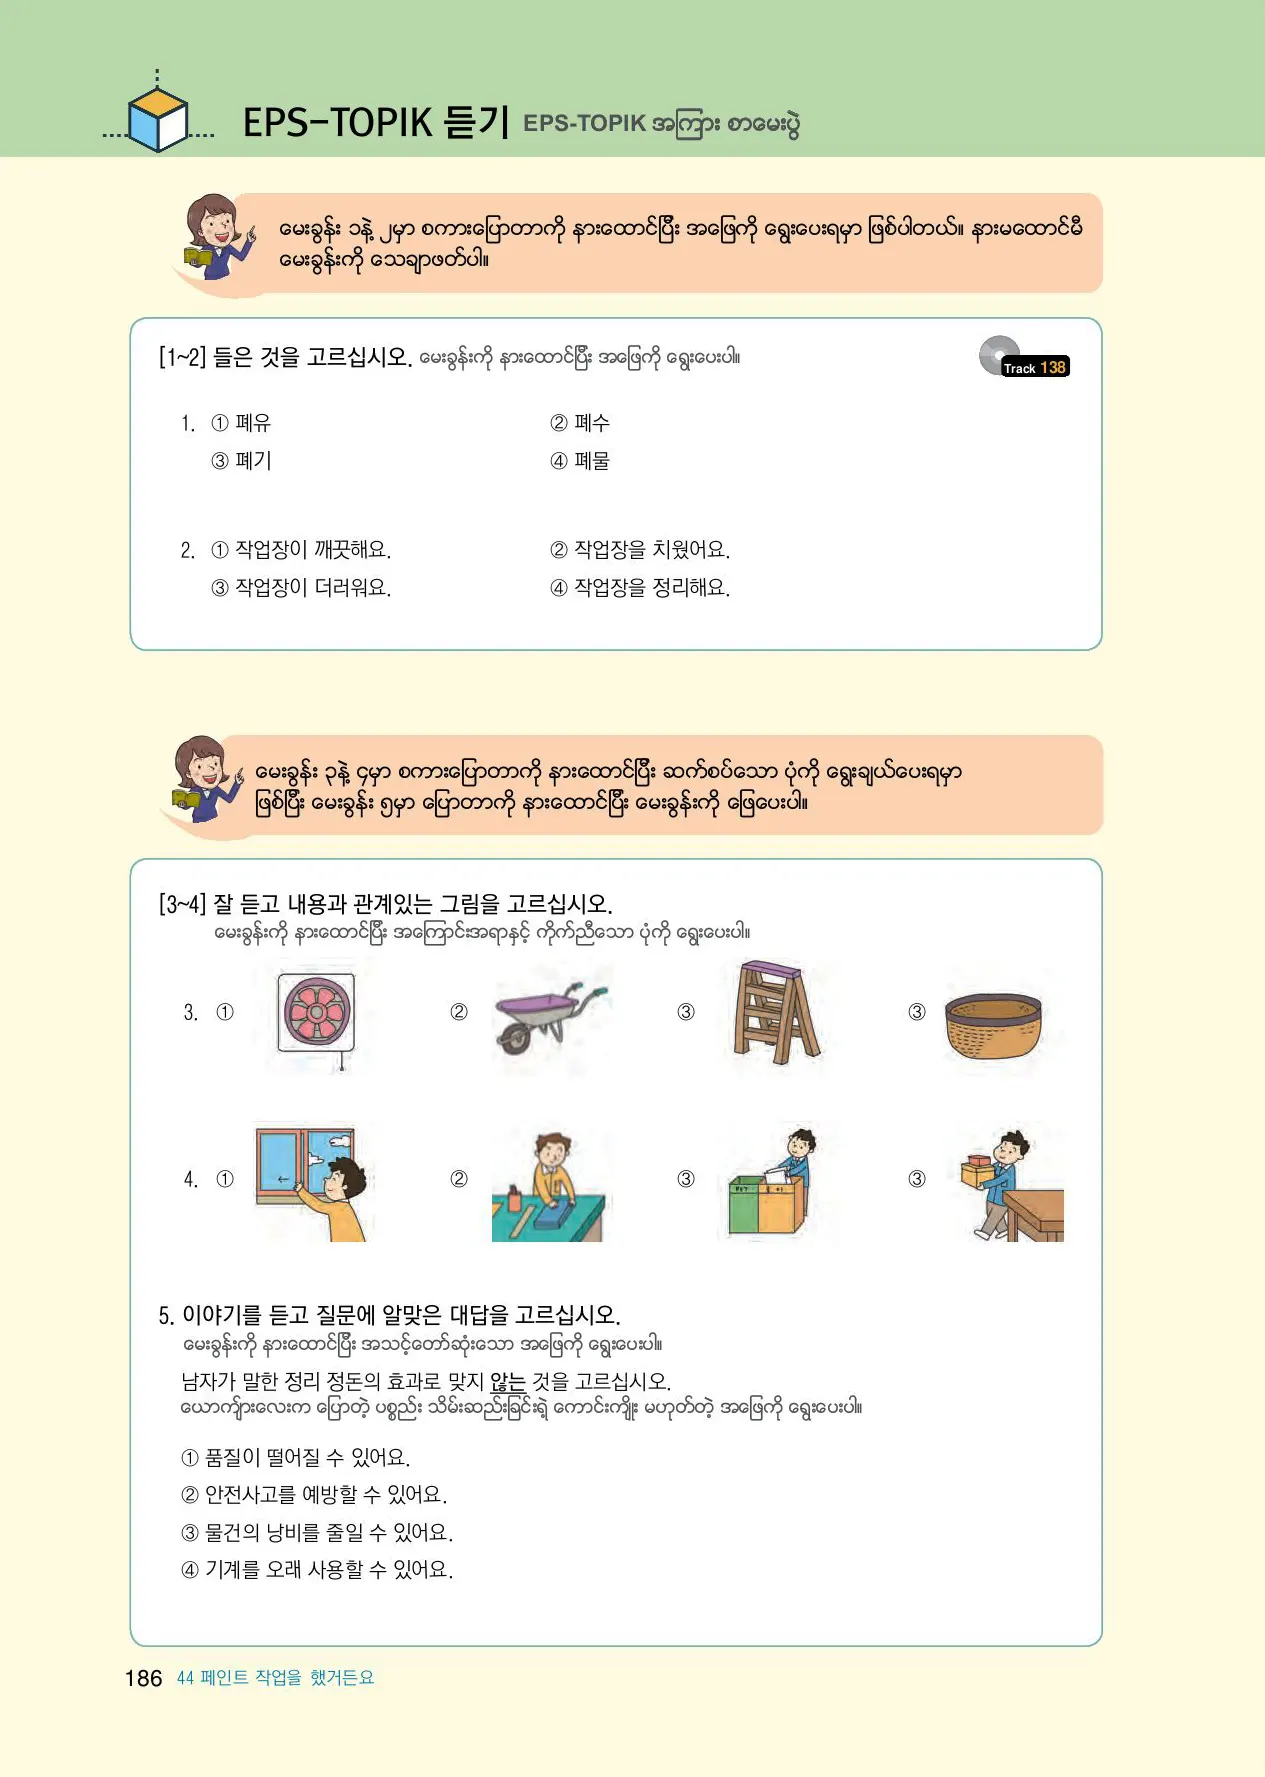 EPS-TOPIK 듣기 EPS-TOPIK အကြား စာမေးပွဲ
မေးခွန်း ၁နဲ့ ၂မှာ စကားပြောတာကို နားထောင်ပြီး အဖြေကို ရွေးပေးရမှာ ဖြစ်ပါတယ်။ နားမထောင်မီ
မေးခွန်းကို သေချာဖတ်ပါ။
[1~2] 들은 것을 고르십시오. မေးခွန်းကို နားထောင်ပြီး အဖြေကို ရွေးပေးပါ။
Track 138
1. ① 폐유 ② 폐수
③ 폐기 ④ 폐물
2. ① 작업장이 깨끗해요. ② 작업장을 치웠어요.
③ 작업장이 더러워요. ④ 작업장을 정리해요.
မေးခွန်း ၃နဲ့ ၄မှာ စကားပြောတာကို နားထောင်ပြီး ဆက်စပ်သော ပုံကို ရွေးချယ်ပေးရမှာ
ဖြစ်ပြီး မေးခွန်း ၅မှာ ပြောတာကို နားထောင်ပြီး မေးခွန်းကို ဖြေပေးပါ။
[3~4] 잘 듣고 내용과 관계있는 그림을 고르십시오.
မေးခွန်းကို နားထောင်ပြီး အကြောင်းအရာနှင့် ကိုက်ညီသော ပုံကို ရွေးပေးပါ။
3. ① ② ③ ③
4. ① ② ③ ③
5. 이야기를 듣고 질문에 알맞은 대답을 고르십시오.
မေးခွန်းကို နားထောင်ပြီး အသင့်တော်ဆုံးသော အဖြေကို ရွေးပေးပါ။
남자가 말한 정리 정돈의 효과로 맞지 않는 것을 고르십시오.
ယောက်ျားလေးက ပြောတဲ့ ပစ္စည်း သိမ်းဆည်းခြင်းရဲ့ ကောင်းကျိုး မဟုတ်တဲ့ အဖြေကို ရွေးပေးပါ။
① 품질이 떨어질 수 있어요.
② 안전사고를 예방할 수 있어요.
③ 물건의 낭비를 줄일 수 있어요.
④ 기계를 오래 사용할 수 있어요.
186 44 페인트 작업을 했거든요